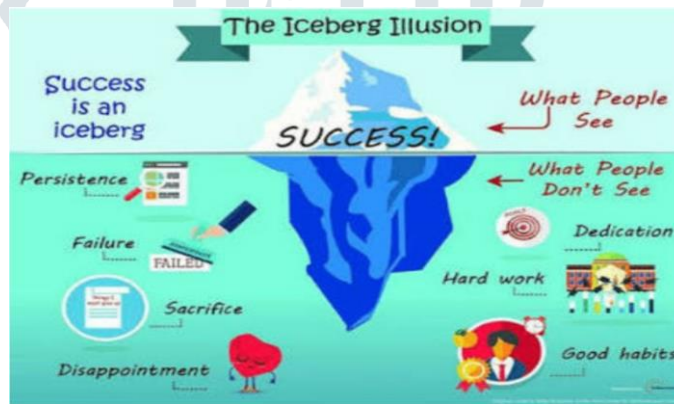 The Iceberg Illusion
Success
is an
iceberg
What People
See
SUCCESS!
What People
Don't See
Persistence
Failure
FAILED
Sacrifice
Disappointment
Dedication
Hard work
Good habits